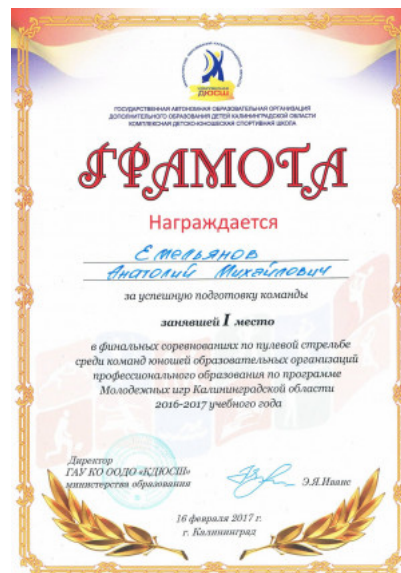 КОМПЛЕКСНАЯ
ДЮСШ
ГОСУДАРСТВЕННАЯ АВТОНОМНАЯ ОБРАЗОВАТЕЛЬНАЯ ОРГАНИЗАЦИЯ
ДОПОЛНИТЕЛЬНОГО ОБРАЗОВАНИЯ ДЕТЕЙ КАЛИНИНГРАДСКОЙ ОБЛАСТИ
КОМПЛЕКСНАЯ ДЕТСКО-ЮНОШЕСКАЯ СПОРТИВНАЯ ШКОЛА
ГРАМОТА
Награждается
Емельянов
Анатолий Михайлович
за успешную подготовку команды
занявшей I место
в финальных соревнованиях по пулевой стрельбе
среди команд юношей образовательных организаций
профессионального образования по программе
Молодежных игр Калининградской области
2016-2017 учебного года
Директор
ГАУ КО ООДО «КДЮСШ»
министерства образования
Э.Я.Иванс
16 февраля 2017 г.
г. Калининград